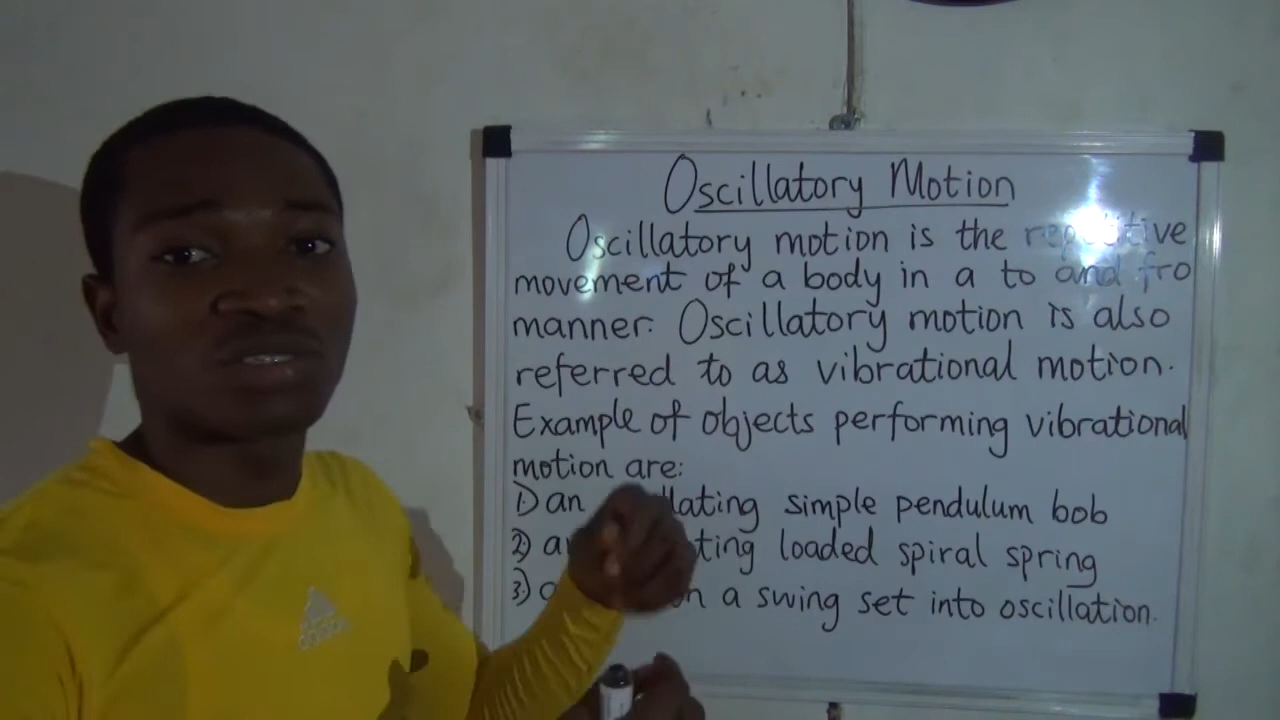 Oscillatory Motion
Oscillatory motion is the repetitive
movement of a body in a to and fro
manner. Oscillatory motion is also
referred to as vibrational motion.
Example of objects performing vibrational
motion are:
1) an simple pendulum bob
2) loaded spiral spring
3) a swing set into oscillation.
adidas